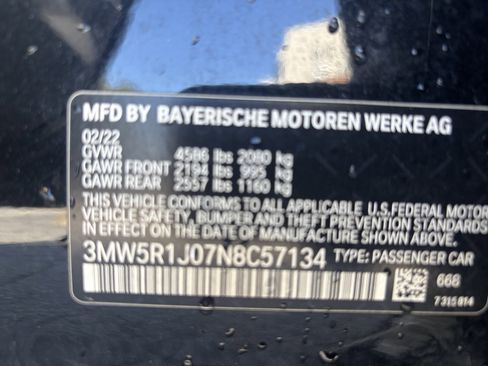 MFD BY BAYERISCHE MOTOREN WERKE AG
02/22
GVWR 4586 lbs 2080 kg
GAWR FRONT 2194 lbs 995 kg
GAWR REAR 2557 lbs 1160 kg
THIS VEHICLE CONFORMS TO ALL APPLICABLE U.S.FEDERAL MOTOR
VEHICLE SAFETY, BUMPER, AND THEFT PREVENTION STANDARDS
IN EFFECT ON THE DATE OF MANUFACTURE SHOWN ABOVE.
3MW5R1J07N8C57134 TYPE: PASSENGER CAR
668
7315814